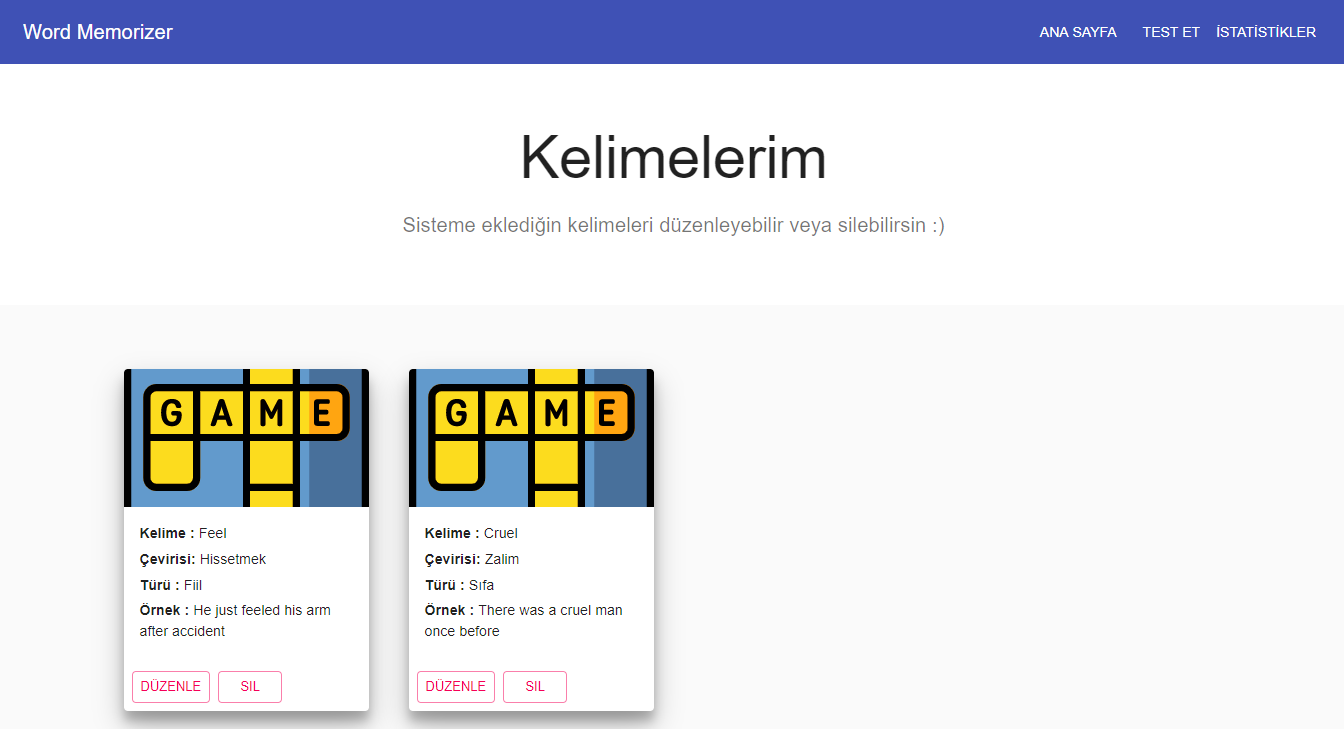 Word Memorizer
ANA SAYFA
TEST ET
İSTATİSTİKLER
Kelimelerim
Sisteme eklediğin kelimeleri düzenleyebilir veya silebilirsin :)
GAME
Kelime : Feel
Çevirisi: Hissetmek
Türü : Fiil
Örnek : He just feeled his arm
after accident
DÜZENLE
SIL
GAME
Kelime : Cruel
Çevirisi: Zalim
Türü : Sıfa
Örnek : There was a cruel man
once before
DÜZENLE
SIL